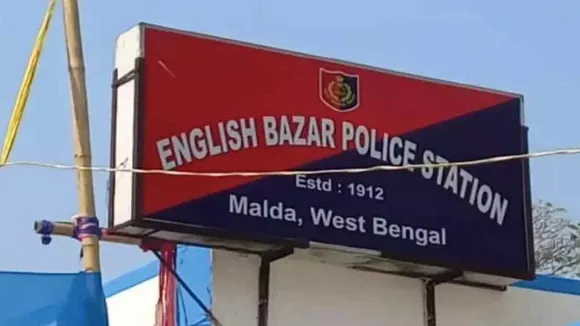 ENGLISH BAZAR POLICE STATION
Estd : 1912
Malda, West Bengal